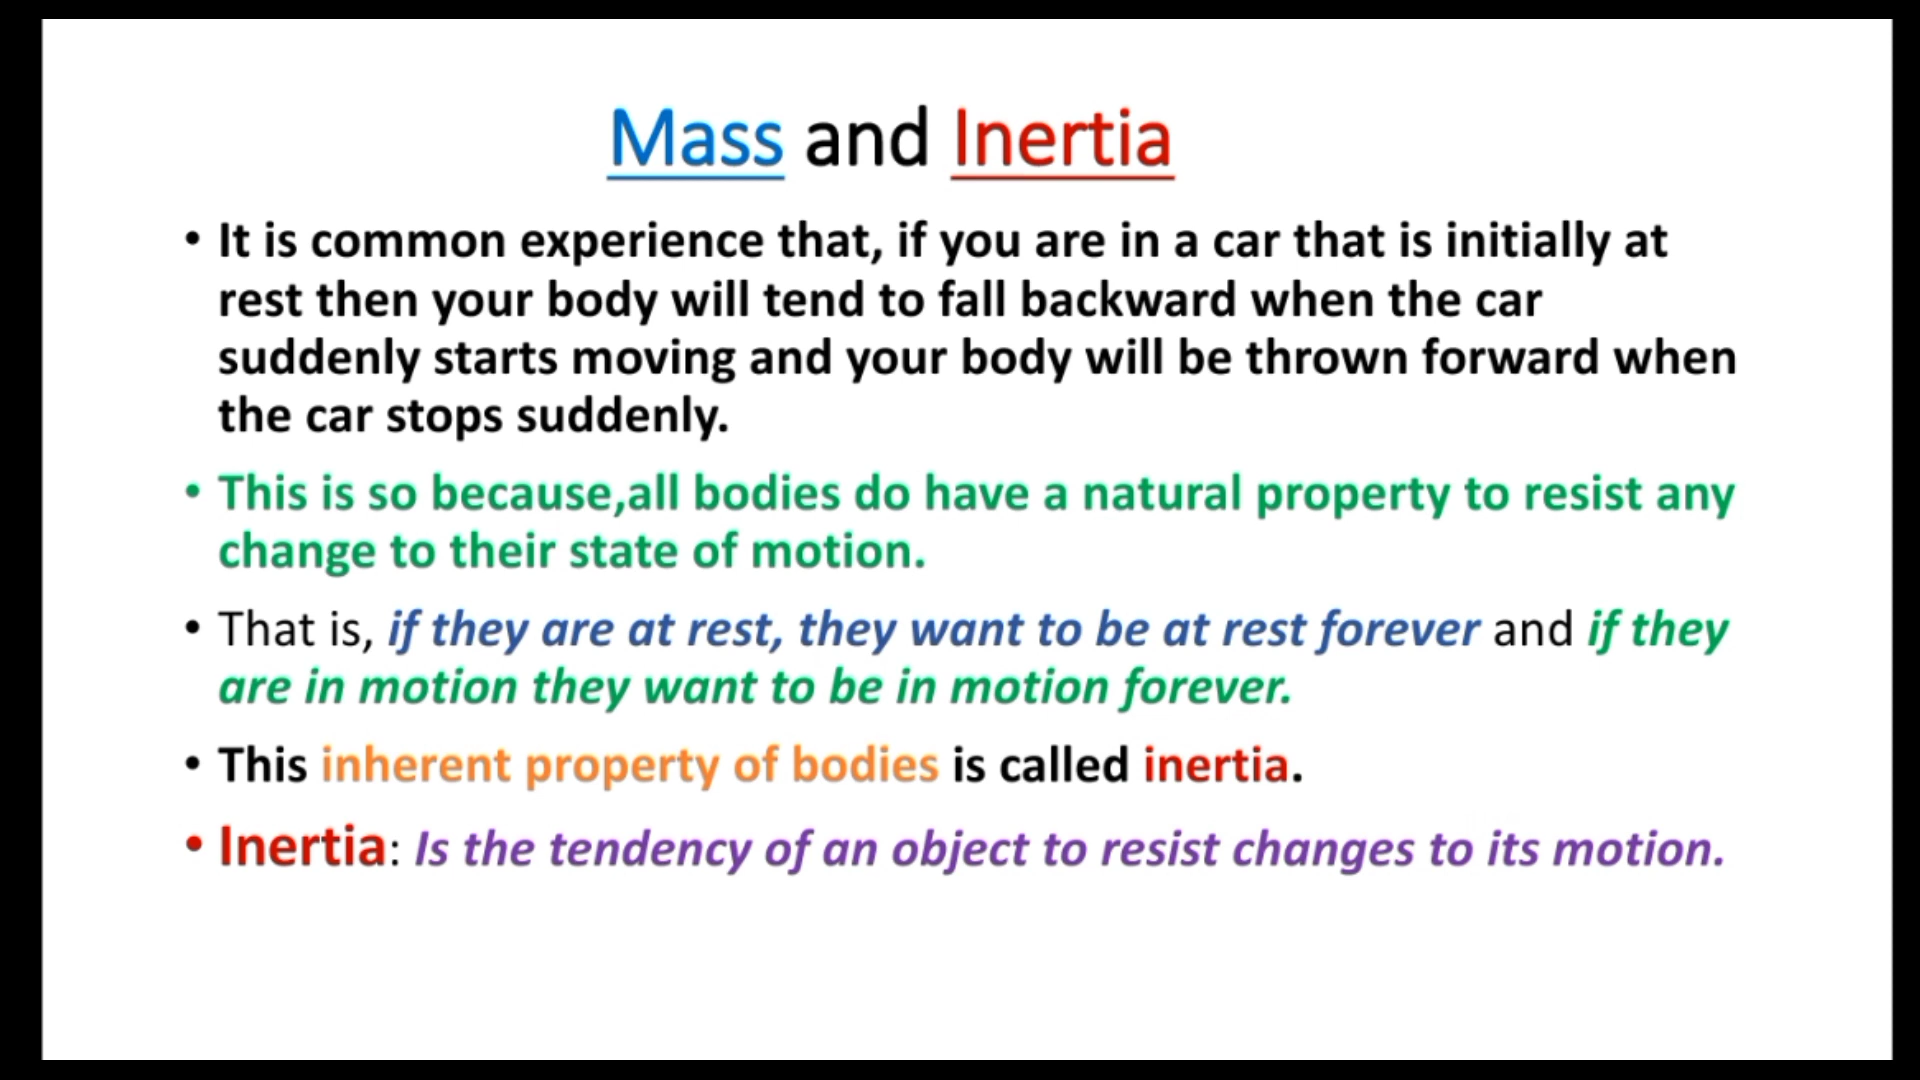 Mass and Inertia
• It is common experience that, if you are in a car that is initially at
rest then your body will tend to fall backward when the car
suddenly starts moving and your body will be thrown forward when
the car stops suddenly.
• This is so because,all bodies do have a natural property to resist any
change to their state of motion.
• That is, if they are at rest, they want to be at rest forever and if they
are in motion they want to be in motion forever.
• This inherent property of bodies is called inertia.
• Inertia: Is the tendency of an object to resist changes to its motion.